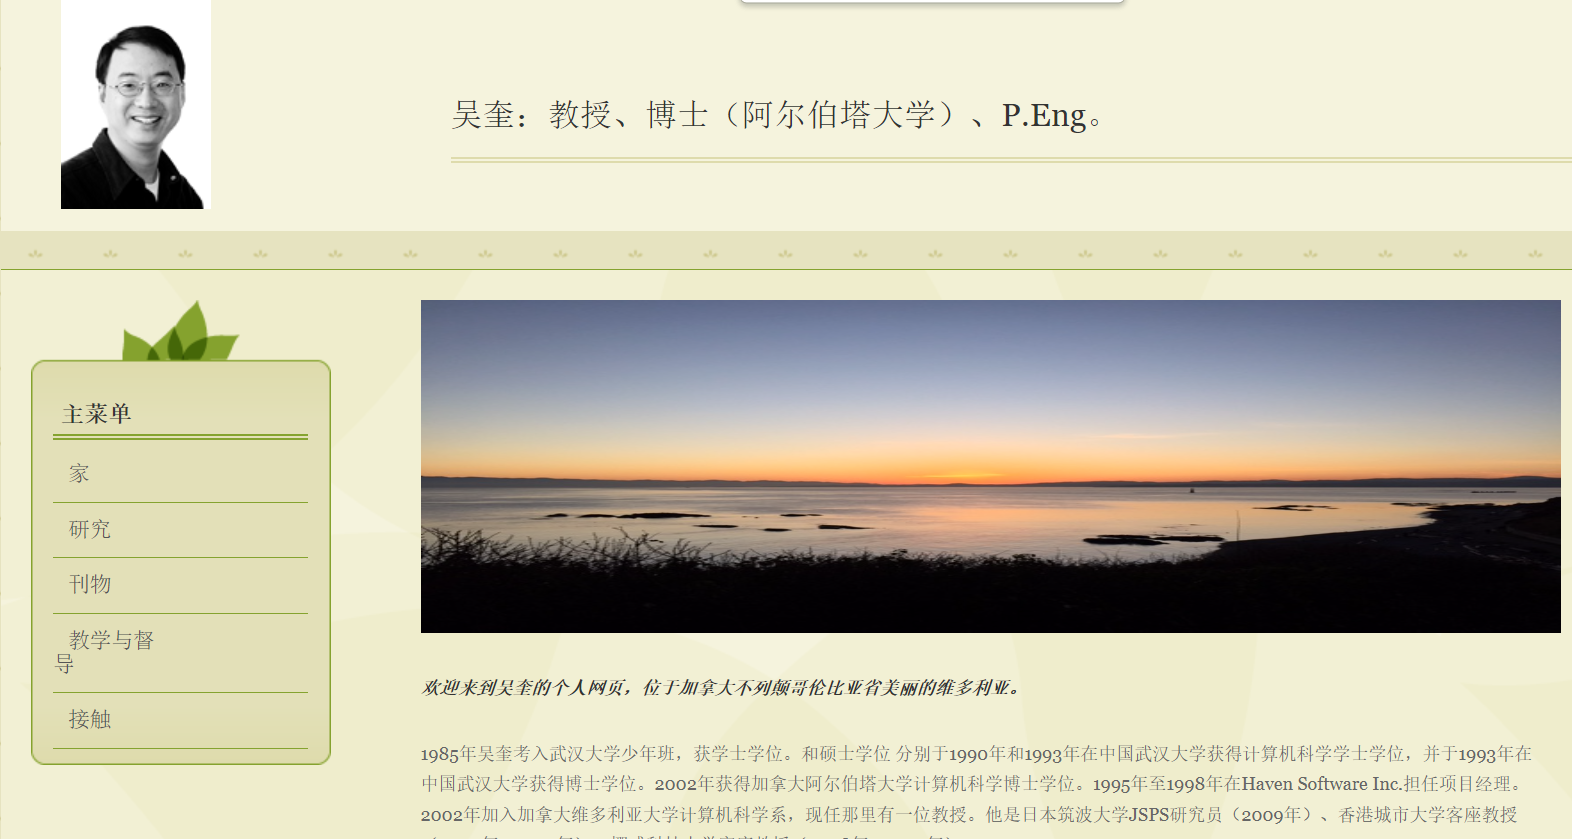 吴奎：教授、博士（阿尔伯塔大学）、P.Eng。
主菜单
家
研究
刊物
教学与督
导
接触
欢迎来到吴奎的个人网页，位于加拿大不列颠哥伦比亚省美丽的维多利亚。
1985年吴奎考入武汉大学少年班，获学士学位。和硕士学位 分别于1990年和1993年在中国武汉大学获得计算机科学学士学位，并于1993年在
中国武汉大学获得博士学位。2002年获得加拿大阿尔伯塔大学计算机科学博士学位。1995年至1998年在Haven Software Inc.担任项目经理。
2002年加入加拿大维多利亚大学计算机科学系，现任那里有一位教授。他是日本筑波大学JSPS研究员（2009年）、香港城市大学客座教授